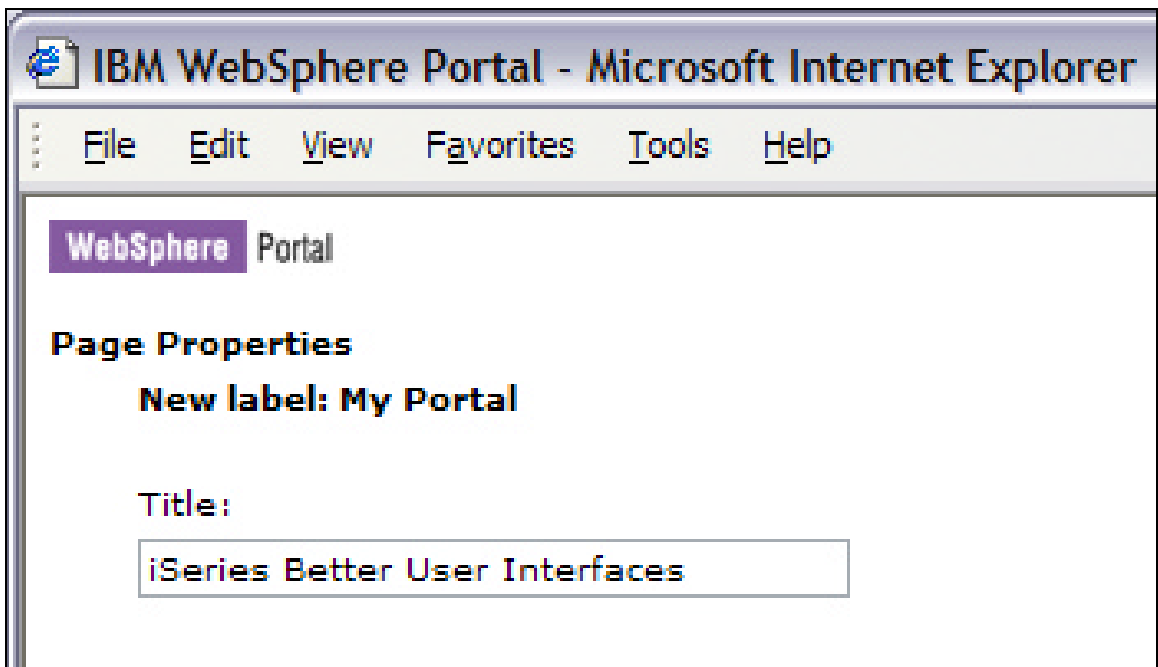 IBM WebSphere Portal - Microsoft Internet Explorer
File Edit View Favorites Tools Help
WebSphere Portal
Page Properties
New label: My Portal
Title:
iSeries Better User Interfaces